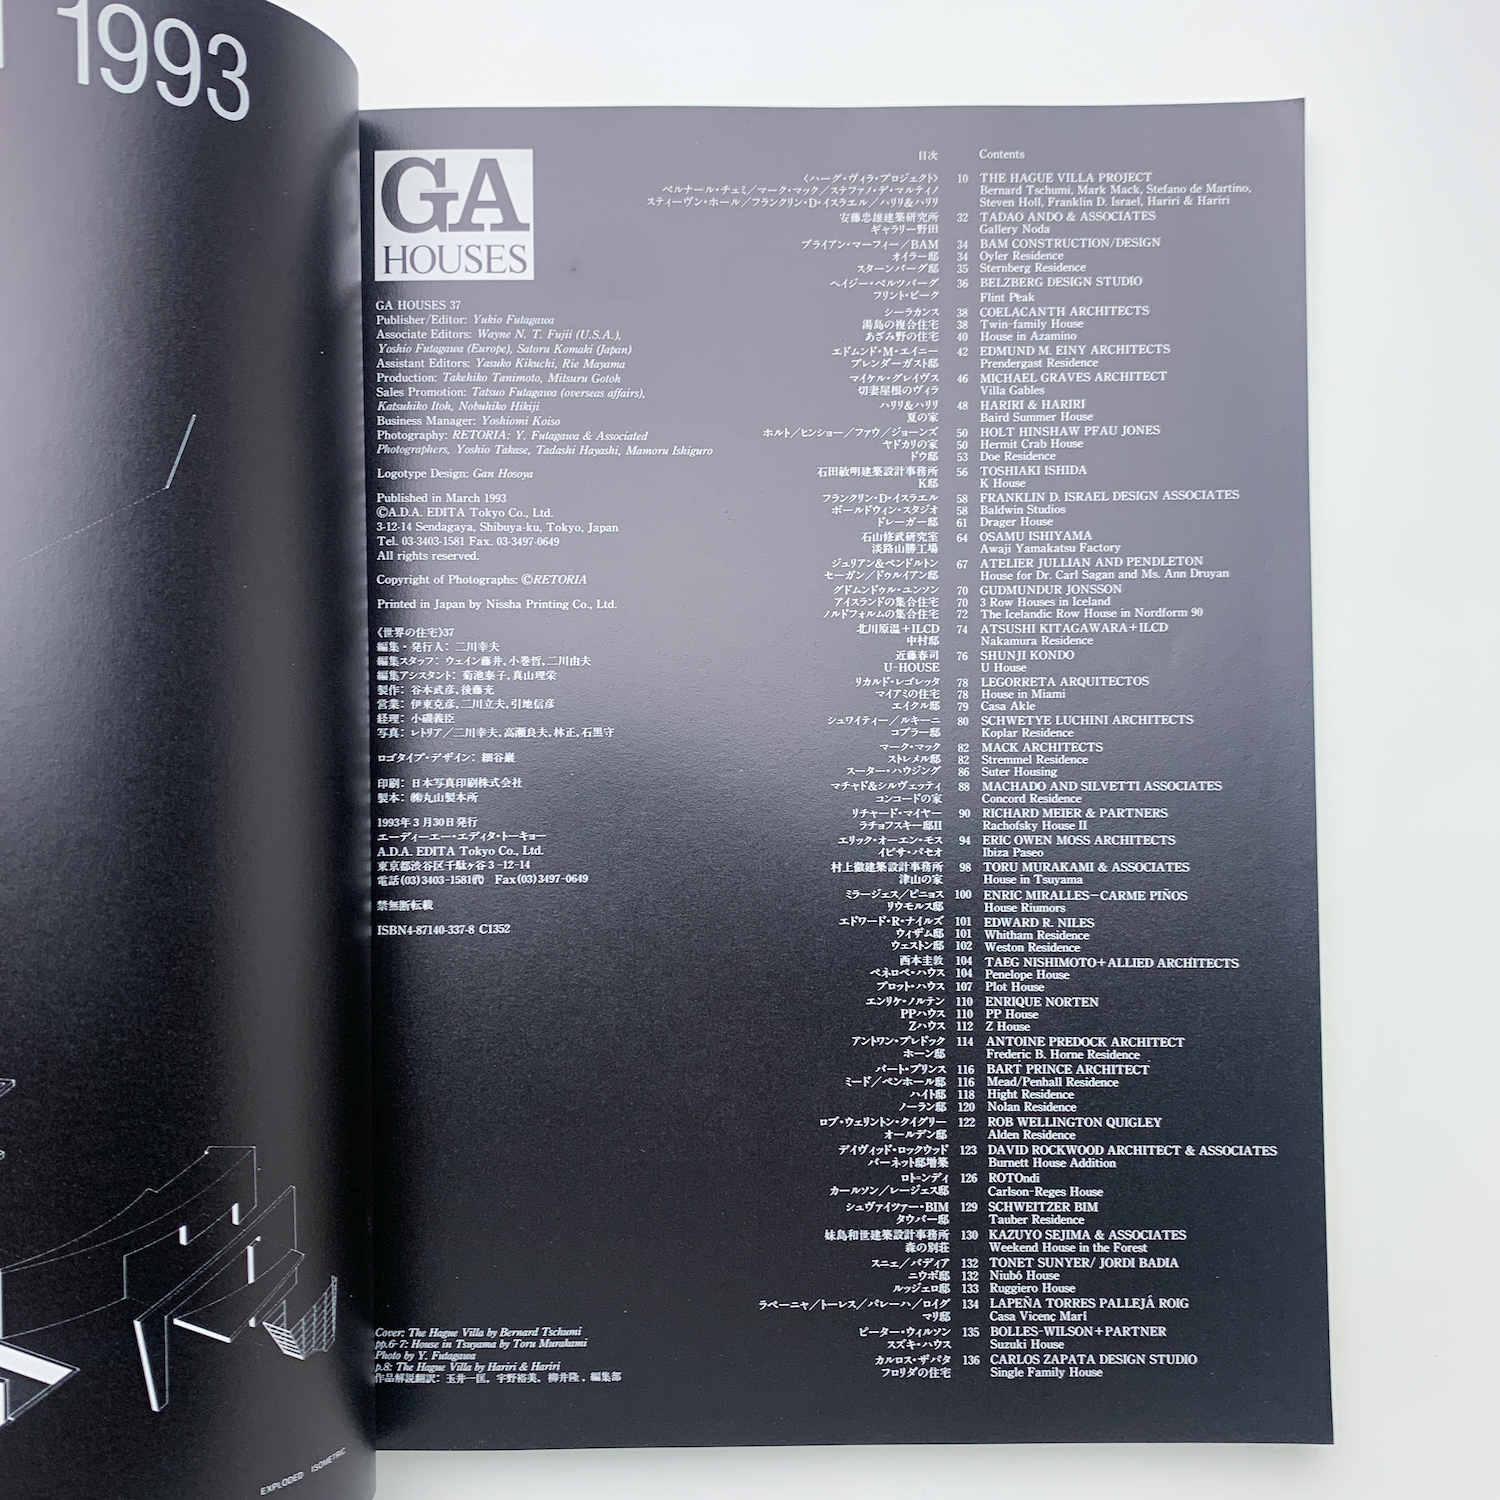 1993
EXPLODED ISOMETRIC
GA
HOUSES
GA HOUSES 37
Publisher/Editor: Yukio Futagawa
Associate Editors: Wayne N. T. Fujii (U.S.A.),
Yoshio Futagawa (Europe), Satoru Komaki (Japan)
Assistant Editors: Yasuko Kikuchi, Rie Mayama
Production: Takehiko Tanimoto, Mitsuru Gotoh
Sales Promotion: Tatsuo Futagawa (overseas affairs),
Katsuhiko Itoh, Nobuhiko Hikiji
Business Manager: Yoshiomi Koiso
Photography: RETORIA: Y. Futagawa & Associated
Photographers, Yoshio Takase, Tadashi Hayashi, Mamoru Ishiguro
Logotype Design: Gan Hosoya
Published in March 1993
©A.D.A. EDITA Tokyo Co., Ltd.
3-12-14 Sendagaya, Shibuya-ku, Tokyo, Japan
Tel. 03-3403-1581 Fax. 03-3497-0649
All rights reserved.
Copyright of Photographs: ©RETORIA
Printed in Japan by Nissha Printing Co., Ltd.
《世界の住宅》37
編集・発行人: 二川幸夫
編集スタッフ: ウェイン藤井, 小巻哲, 二川由夫
編集アシスタント: 菊池泰子, 真山理栄
製作: 谷本武彦, 後藤充
営業: 伊東克彦, 二川立夫, 引地信彦
経理: 小磯義臣
写真: レトリア／二川幸夫, 高瀬良夫, 林正, 石黒守
ロゴタイプ・デザイン: 細谷巖
印刷: 日本写真印刷株式会社
製本: ㈱丸山製本所
1993年3月30日発行
エーディーエー・エディタ・トーキョー
A.D.A. EDITA Tokyo Co., Ltd.
東京都渋谷区千駄ヶ谷3-12-14
電話(03)3403-1581代 Fax(03)3497-0649
禁無断転載
ISBN4-87140-337-8 C1352
Cover: The Hague Villa by Bernard Tschumi
pp.6-7: House in Tsuyama by Toru Murakami
Photo by Y. Futagawa
p.8: The Hague Villa by Hariri & Hariri
作品解説翻訳: 玉井一匡, 宇野裕美, 柳井隆, 編集部
目次 Contents
〈ハーグ・ヴィラ・プロジェクト〉 10 THE HAGUE VILLA PROJECT
ベルナール・チュミ／マーク・マック／ステファノ・デ・マルティノ Bernard Tschumi, Mark Mack, Stefano de Martino,
スティーヴン・ホール／フランクリン・D・イスラエル／ハリリ&ハリリ Steven Holl, Franklin D. Israel, Hariri & Hariri
安藤忠雄建築研究所 32 TADAO ANDO & ASSOCIATES
ギャラリー野田 Gallery Noda
ブライアン・マーフィー／BAM 34 BAM CONSTRUCTION/DESIGN
オイラー邸 34 Oyler Residence
スターンバーグ邸 35 Sternberg Residence
ヘイジー・ベルツバーグ 36 BELZBERG DESIGN STUDIO
フリント・ピーク Flint Peak
シーラカンス 38 COELACANTH ARCHITECTS
湯島の複合住宅 38 Twin-family House
あざみ野の住宅 40 House in Azamino
エドムンド・M・エイニー 42 EDMUND M. EINY ARCHITECTS
プレンダーガスト邸 Prendergast Residence
マイケル・グレイヴス 46 MICHAEL GRAVES ARCHITECT
切妻屋根のヴィラ Villa Gables
ハリリ&ハリリ 48 HARIRI & HARIRI
夏の家 Baird Summer House
ホルト／ヒンショー／ファウ／ジョーンズ 50 HOLT HINSHAW PFAU JONES
ヤドカリの家 50 Hermit Crab House
ドウ邸 53 Doe Residence
石田敏明建築設計事務所 56 TOSHIAKI ISHIDA
K邸 K House
フランクリン・D・イスラエル 58 FRANKLIN D. ISRAEL DESIGN ASSOCIATES
ボールドウィン・スタジオ 58 Baldwin Studios
ドレーガー邸 61 Drager House
石山修武研究室 64 OSAMU ISHIYAMA
淡路山勝工場 Awaji Yamakatsu Factory
ジュリアン&ペンドルトン 67 ATELIER JULLIAN AND PENDLETON
セーガン／ドゥルイアン邸 House for Dr. Carl Sagan and Ms. Ann Druyan
グドムンドゥル・ユンソン 70 GUDMUNDUR JONSSON
アイスランドの集合住宅 70 3 Row Houses in Iceland
ノルドフォルムの集合住宅 72 The Icelandic Row House in Nordform 90
北川原温＋ILCD 74 ATSUSHI KITAGAWARA+ILCD
中村邸 Nakamura Residence
近藤春司 76 SHUNJI KONDO
U-HOUSE U House
リカルド・レゴレッタ 78 LEGORRETA ARQUITECTOS
マイアミの住宅 78 House in Miami
エイクル邸 79 Casa Akle
シュワイティー／ルキーニ 80 SCHWETYE LUCHINI ARCHITECTS
コプラー邸 Koplar Residence
マーク・マック 82 MACK ARCHITECTS
ストレメル邸 82 Stremmel Residence
スーター・ハウジング 86 Suter Housing
マチャド&シルヴェッティ 88 MACHADO AND SILVETTI ASSOCIATES
コンコードの家 Concord Residence
リチャード・マイヤー 90 RICHARD MEIER & PARTNERS
ラチョフスキー邸II Rachofsky House II
エリック・オーエン・モス 94 ERIC OWEN MOSS ARCHITECTS
イビサ・パセオ Ibiza Paseo
村上徹建築設計事務所 98 TORU MURAKAMI & ASSOCIATES
津山の家 House in Tsuyama
ミラージェス／ピニョス 100 ENRIC MIRALLES-CARME PIÑOS
リウモルス邸 House Riumors
エドワード・R・ナイルズ 101 EDWARD R. NILES
ウィザム邸 101 Whitham Residence
ウェストン邸 102 Weston Residence
西本圭敦 104 TAEG NISHIMOTO+ALLIED ARCHITECTS
ペネロペ・ハウス 104 Penelope House
プロット・ハウス 107 Plot House
エンリケ・ノルテン 110 ENRIQUE NORTEN
PPハウス 110 PP House
Zハウス 112 Z House
アントワン・プレドック 114 ANTOINE PREDOCK ARCHITECT
ホーン邸 Frederic B. Horne Residence
バート・プリンス 116 BART PRINCE ARCHITECT
ミード／ペンホール邸 116 Mead/Penhall Residence
ハイト邸 118 Hight Residence
ノーラン邸 120 Nolan Residence
ロブ・ウェリントン・クイグリー 122 ROB WELLINGTON QUIGLEY
オールデン邸 Alden Residence
デイヴィッド・ロックウッド 123 DAVID ROCKWOOD ARCHITECT & ASSOCIATES
バーネット邸増築 Burnett House Addition
ロト=ンディ 126 ROTOndi
カールソン／レージェス邸 Carlson-Reges House
シュヴァイツァー・BIM 129 SCHWEITZER BIM
タウバー邸 Tauber Residence
妹島和世建築設計事務所 130 KAZUYO SEJIMA & ASSOCIATES
森の別荘 Weekend House in the Forest
スニェ／バディア 132 TONET SUNYER/ JORDI BADIA
ニウボ邸 132 Niubó House
ルッジェロ邸 133 Ruggiero House
ラペーニャ／トーレス／パレーハ／ロイグ 134 LAPEÑA TORRES PALLEJÁ ROIG
マリ邸 Casa Vicenç Marí
ピーター・ウィルソン 135 BOLLES-WILSON+PARTNER
スズキ・ハウス Suzuki House
カルロス・ザパタ 136 CARLOS ZAPATA DESIGN STUDIO
フロリダの住宅 Single Family House